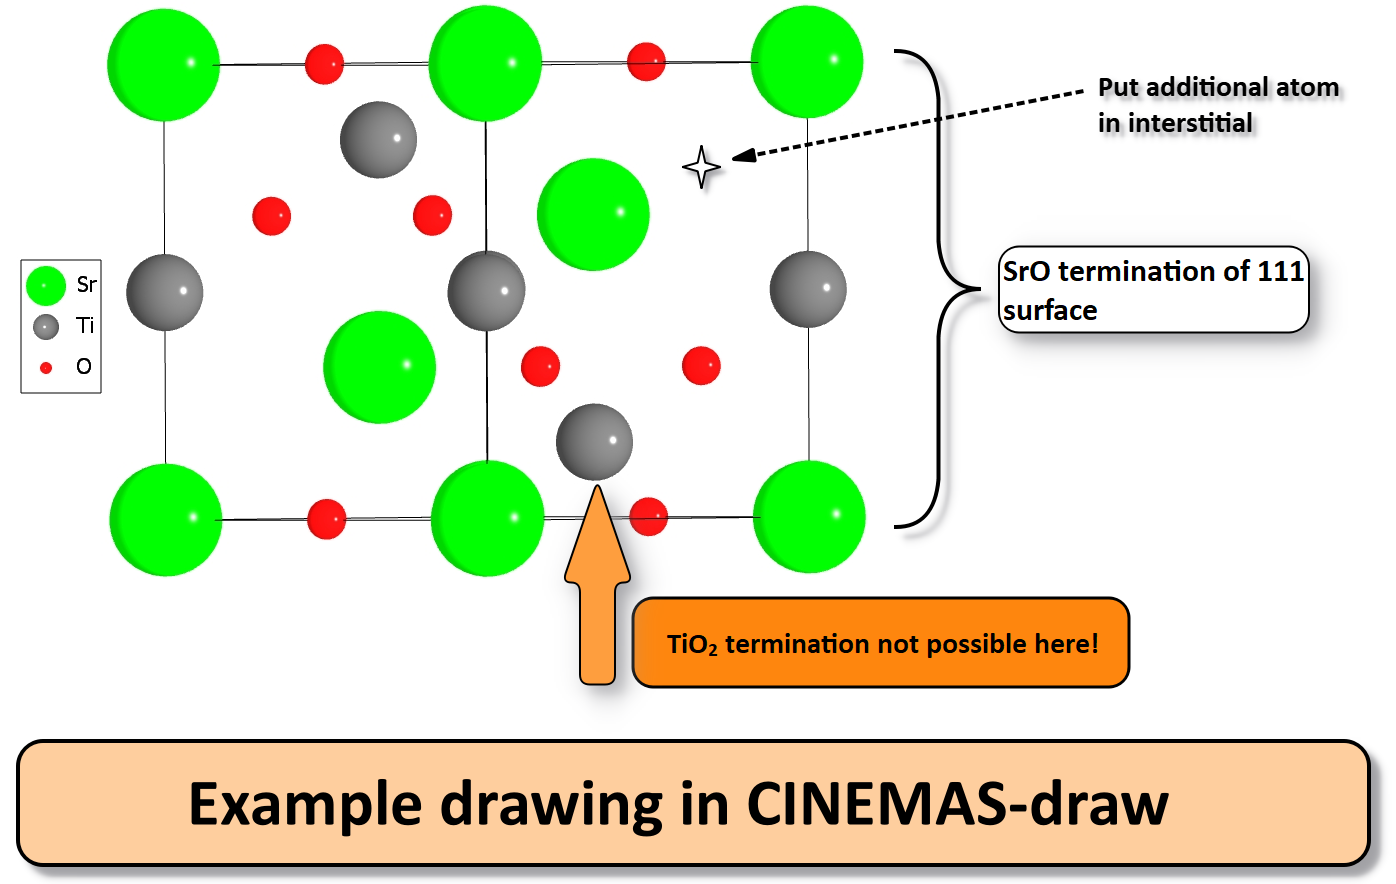 Put additional atom
in interstitial
Sr
Ti
O
SrO termination of 111
surface
TiO₂ termination not possible here!
Example drawing in CINEMAS-draw